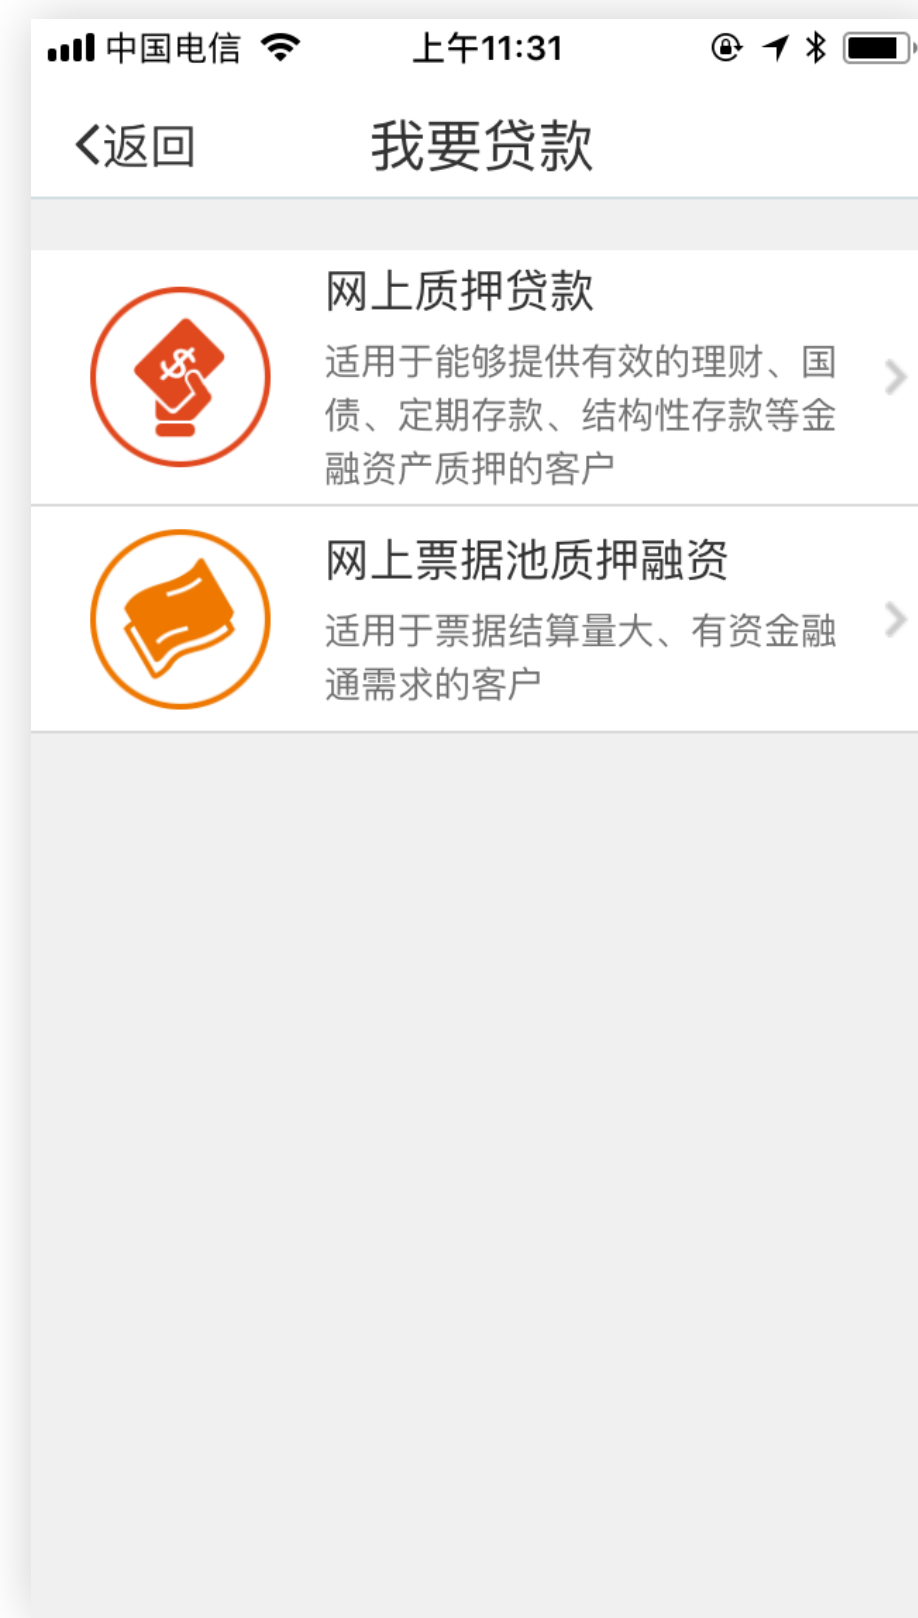 中国电信 上午11:31
返回 我要贷款
网上质押贷款
适用于能够提供有效的理财、国
债、定期存款、结构性存款等金
融资产质押的客户
网上票据池质押融资
适用于票据结算量大、有资金融
通需求的客户